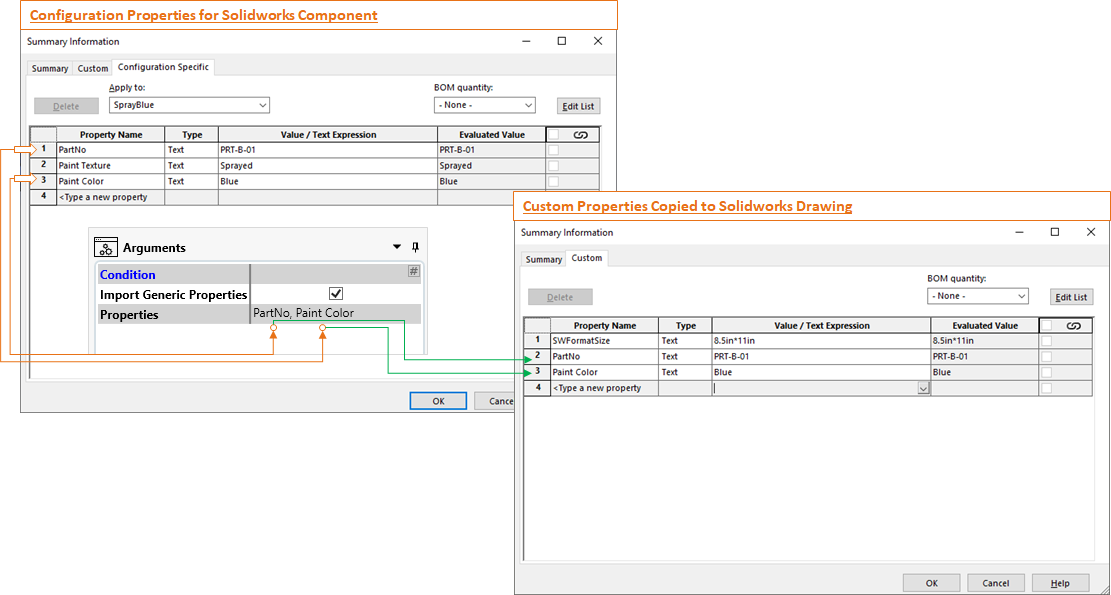 Configuration Properties for Solidworks Component
Summary Information
Summary Custom Configuration Specific
Apply to: BOM quantity:
Delete SprayBlue - None - Edit List
Property Name Type Value / Text Expression Evaluated Value
1 PartNo Text PRT-B-01 PRT-B-01
2 Paint Texture Text Sprayed Sprayed
3 Paint Color Text Blue Blue
4 <Type a new property
Arguments
Condition #
Import Generic Properties
Properties PartNo, Paint Color
OK Cance
Custom Properties Copied to Solidworks Drawing
Summary Information
Summary Custom
BOM quantity:
Delete - None - Edit List
Property Name Type Value / Text Expression Evaluated Value
1 SWFormatSize Text 8.5in*11in 8.5in*11in
2 PartNo Text PRT-B-01 PRT-B-01
3 Paint Color Text Blue Blue
4 <Type a new property
OK Cancel Help